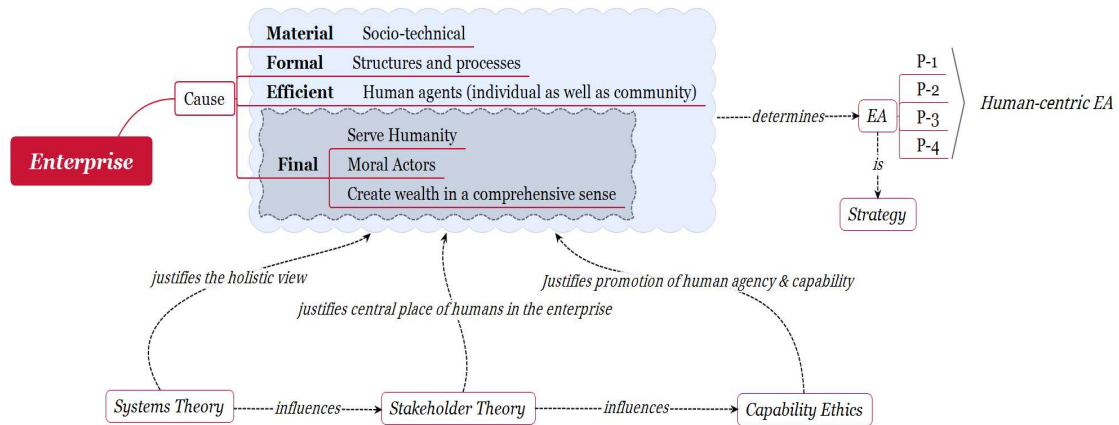 Material Socio-technical
Formal Structures and processes
Efficient Human agents (individual as well as community)
Cause
Enterprise
Serve Humanity
Final Moral Actors
Create wealth in a comprehensive sense
determines
EA
P-1
P-2
P-3
P-4
Human-centric EA
is
Strategy
justifies the holistic view
Justifies promotion of human agency & capability
justifies central place of humans in the enterprise
Systems Theory
influences
Stakeholder Theory
influences
Capability Ethics